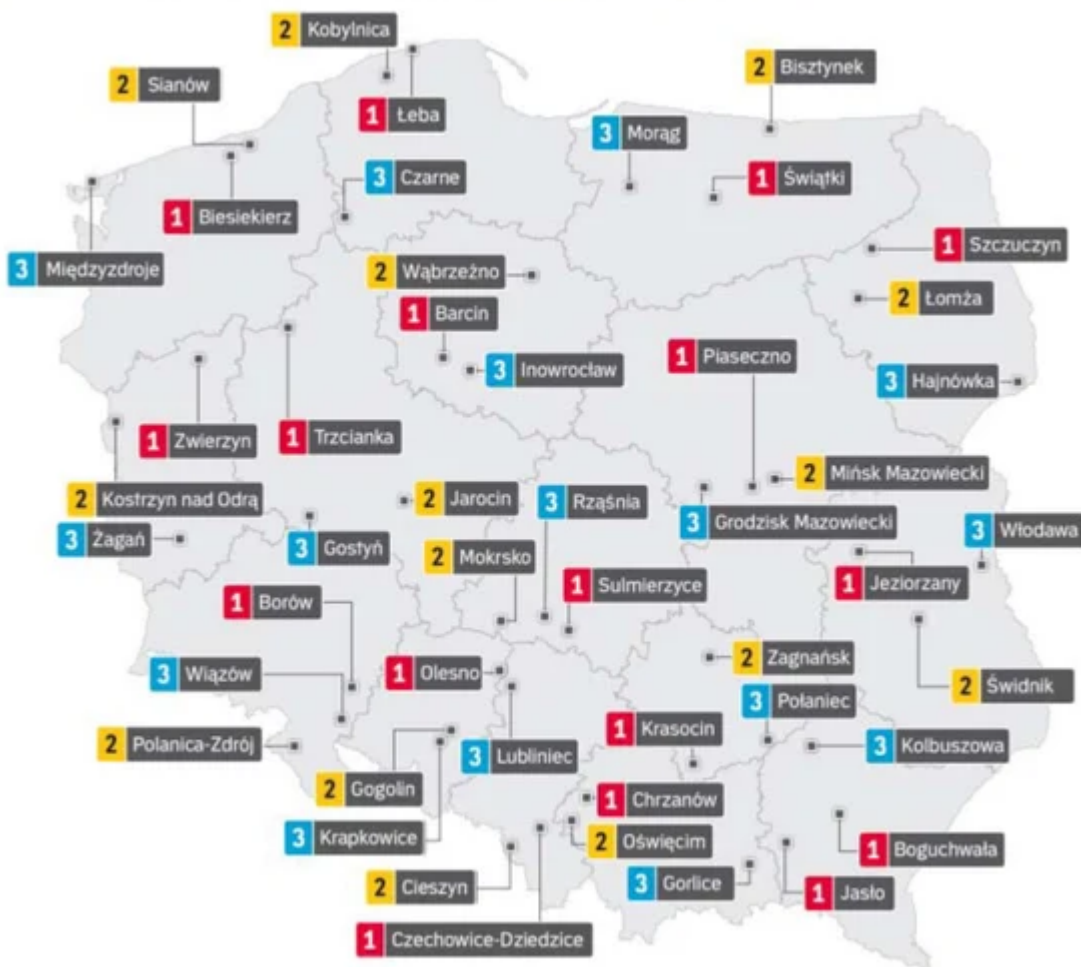 2 Kobylnica
2 Sianów
2 Bisztynek
1 Łeba
3 Morąg
3 Czarne
1 Świątki
1 Biesiekierz
1 Szczuczyn
3 Międzyzdroje
2 Wąbrzeźno
2 Łomża
1 Barcin
1 Piaseczno
3 Inowrocław
3 Hajnówka
1 Zwierzyn
1 Trzcianka
2 Mińsk Mazowiecki
2 Kostrzyn nad Odrą
2 Jarocin
3 Rząśnia
3 Grodzisk Mazowiecki
3 Włodawa
3 Żagań
3 Gostyń
2 Mokrsko
1 Sulmierzyce
1 Jeziorzany
1 Borów
2 Zagnańsk
3 Wiązów
1 Olesno
2 Świdnik
3 Połaniec
1 Krasocin
2 Polanica-Zdrój
3 Lubliniec
3 Kolbuszowa
2 Gogolin
1 Chrzanów
3 Krapkowice
2 Oświęcim
1 Boguchwała
2 Cieszyn
3 Gorlice
1 Jasło
1 Czechowice-Dziedzice